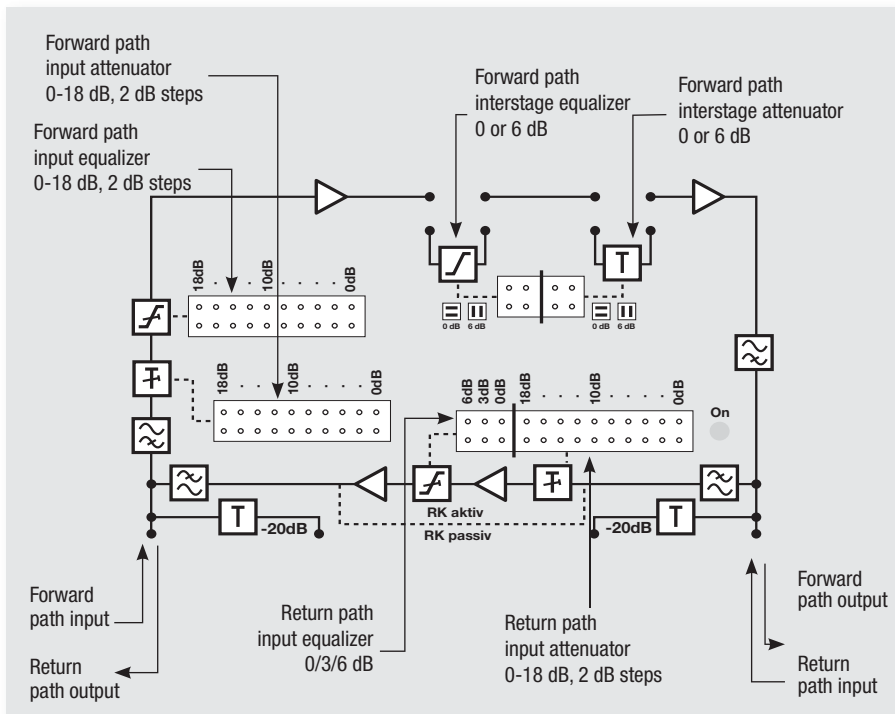 Forward path
input attenuator
0-18 dB, 2 dB steps
Forward path
input equalizer
0-18 dB, 2 dB steps
Forward path
interstage equalizer
0 or 6 dB
Forward path
interstage attenuator
0 or 6 dB
18dB . . . 10dB . . . . 0dB
T
0 dB 6 dB
0 dB 6 dB
T
18dB . . . 10dB . . . . 0dB
6dB 3dB 0dB 18dB . . . 10dB . . . . 0dB
On
T
RK aktiv
RK passiv
T
-20dB
-20dB
T
Forward
path input
Return
path output
Return path
input equalizer
0/3/6 dB
Return path
input attenuator
0-18 dB, 2 dB steps
Forward
path output
Return
path input